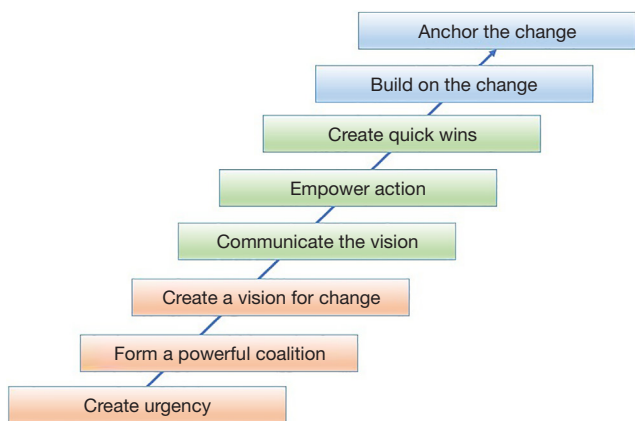 Anchor the change
Build on the change
Create quick wins
Empower action
Communicate the vision
Create a vision for change
Form a powerful coalition
Create urgency